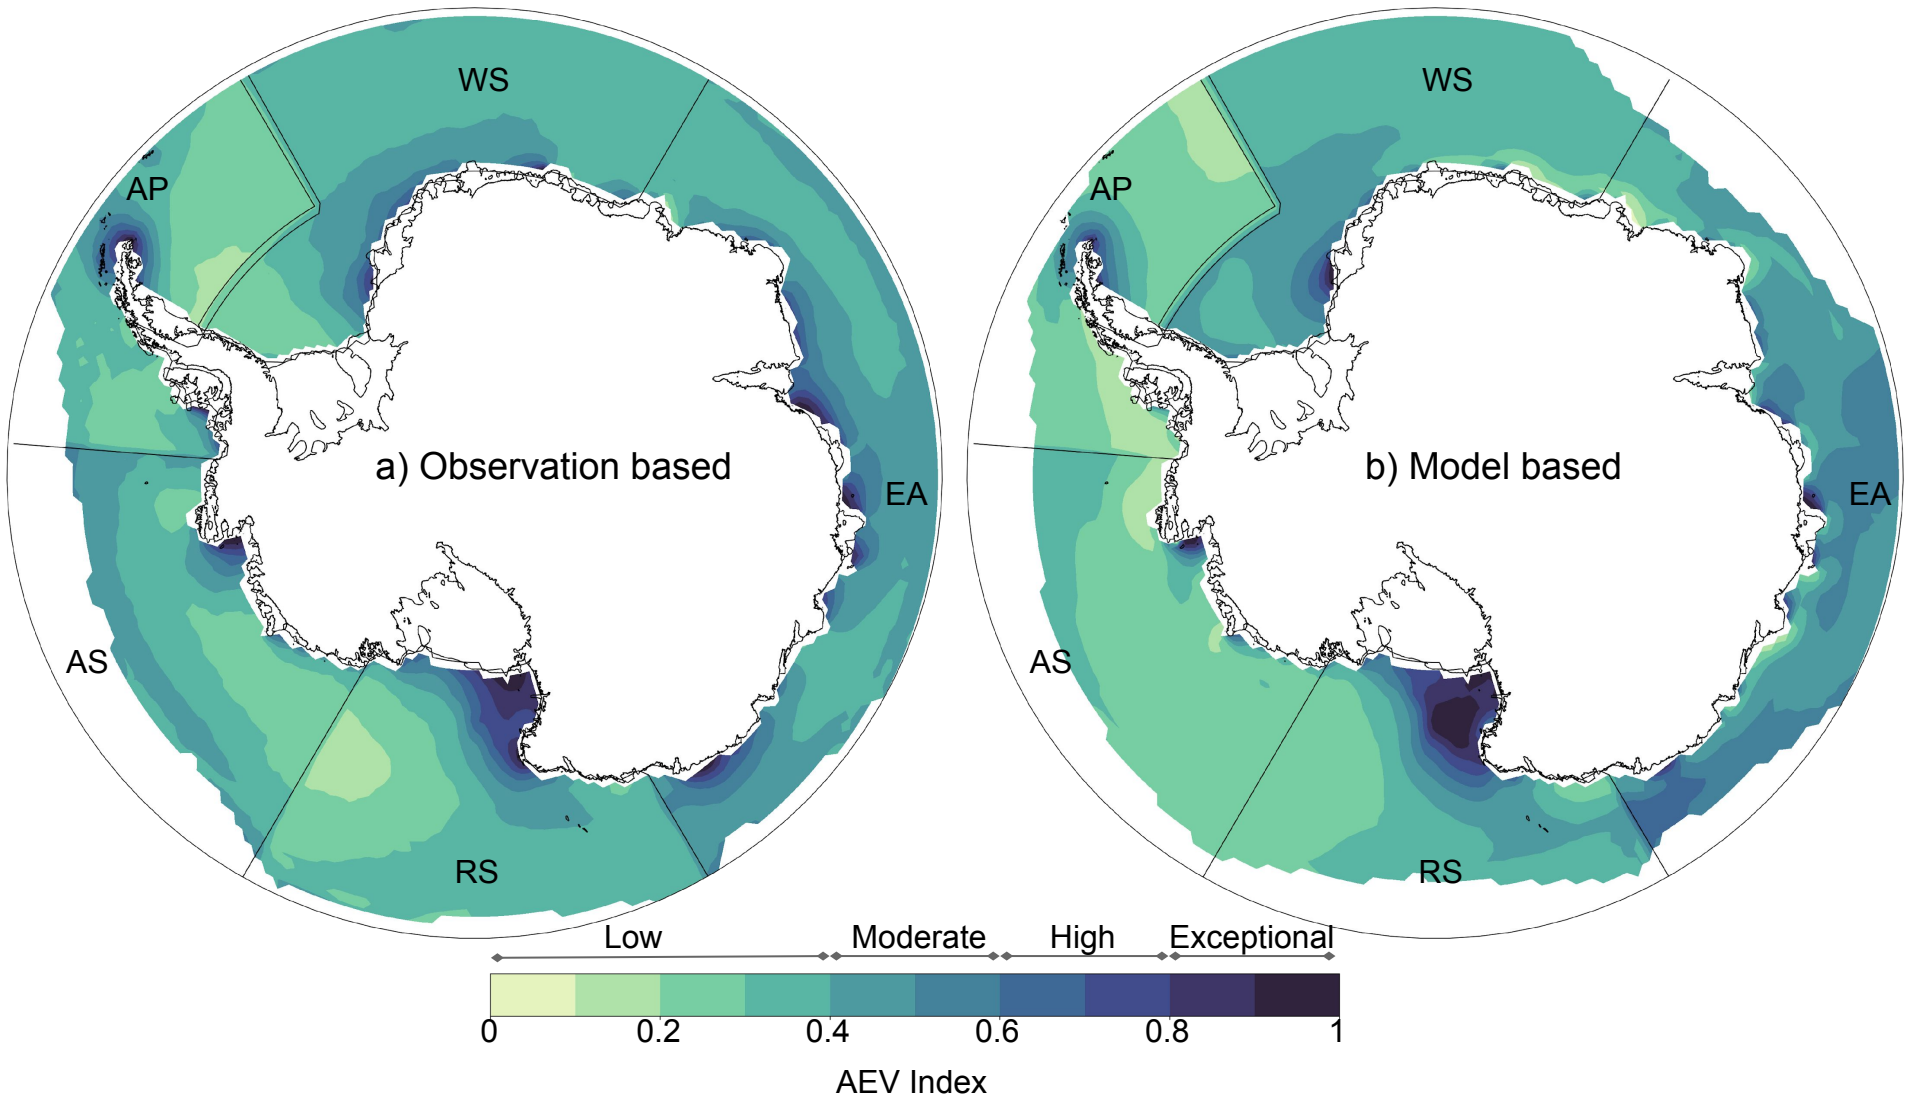 WS
WS
AP
AP
a) Observation based
b) Model based
EA
EA
AS
AS
RS
RS
Low Moderate High Exceptional
0 0.2 0.4 0.6 0.8 1
AEV Index